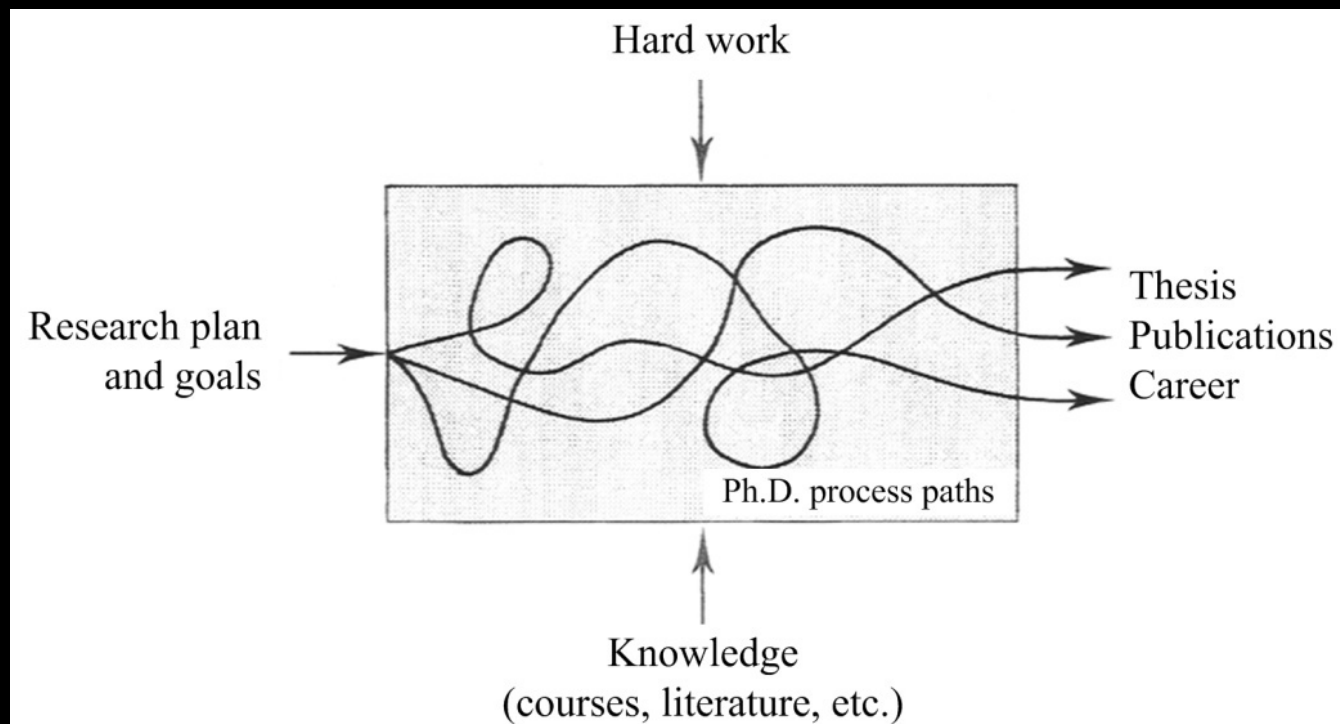 Hard work
Research plan
and goals
Thesis
Publications
Career
Ph.D. process paths
Knowledge
(courses, literature, etc.)